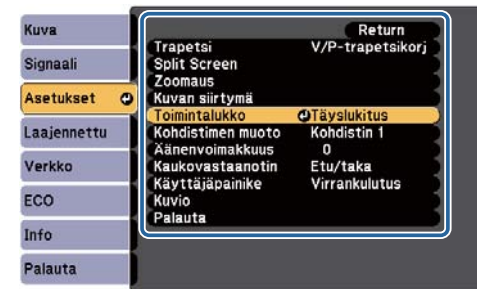 Kuva
Signaali
Asetukset
Laajennettu
Verkko
ECO
Info
Palauta
Return
Trapetsi V/P-trapetsikorj
Split Screen
Zoomaus
Kuvan siirtymä
Toimintalukko Täyslukitus
Kohdistimen muoto Kohdistin 1
Äänenvoimakkuus 0
Kaukovastaanotin Etu/taka
Käyttäjäpainike Virrankulutus
Kuvio
Palauta